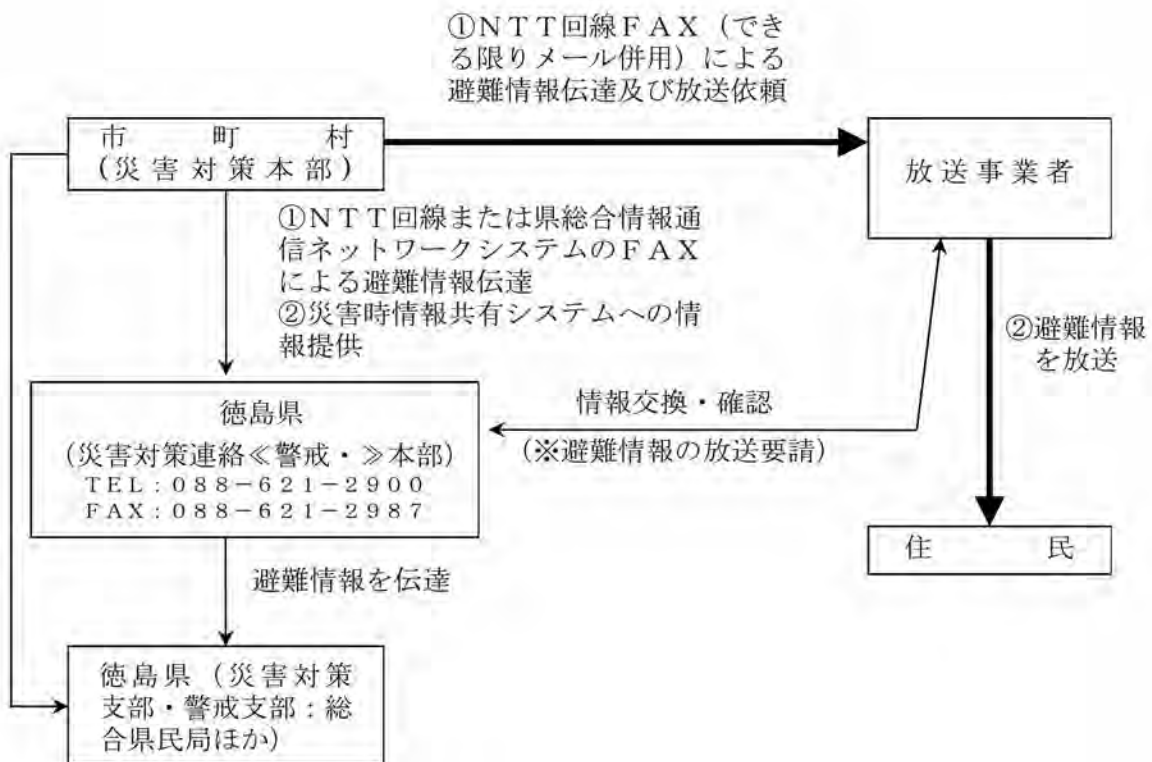 ①NTT回線FAX（でき
る限りメール併用）による
避難情報伝達及び放送依頼
市　町　村
（災害対策本部）
放送事業者
①NTT回線または県総合情報通
信ネットワークシステムのFAX
による避難情報伝達
②災害時情報共有システムへの情
報提供
②避難情報
を放送
徳島県
（災害対策連絡≪警戒・≫本部）
TEL：088－621－2900
FAX：088－621－2987
情報交換・確認
（※避難情報の放送要請）
住　民
避難情報を伝達
徳島県（災害対策
支部・警戒支部：総
合県民局ほか）